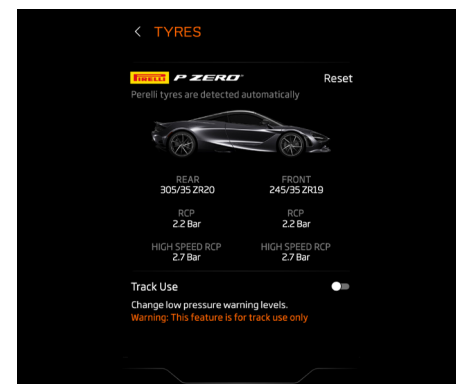 < TYRES
PIRELLI P ZERO™ Reset
Perelli tyres are detected automatically
REAR FRONT
305/35 ZR20 245/35 ZR19
RCP RCP
2.2 Bar 2.2 Bar
HIGH SPEED RCP HIGH SPEED RCP
2.7 Bar 2.7 Bar
Track Use
Change low pressure warning levels.
Warning: This feature is for track use only